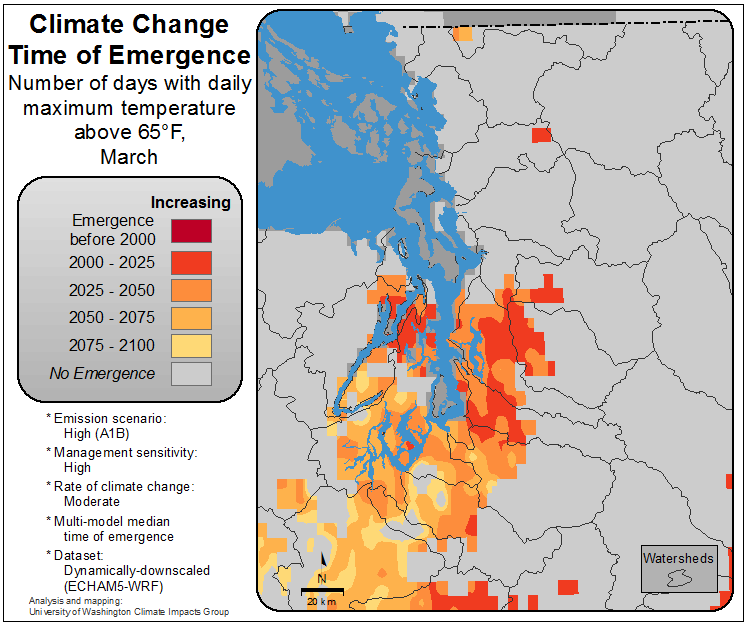 Climate Change
Time of Emergence
Number of days with daily
maximum temperature
above 65°F,
March
Increasing
Emergence
before 2000
2000 - 2025
2025 - 2050
2050 - 2075
2075 - 2100
No Emergence
* Emission scenario:
High (A1B)
* Management sensitivity:
High
* Rate of climate change:
Moderate
* Multi-model median
time of emergence
* Dataset:
Dynamically-downscaled
(ECHAM5-WRF)
Analysis and mapping:
University of Washington Climate Impacts Group
N
20 km
Watersheds